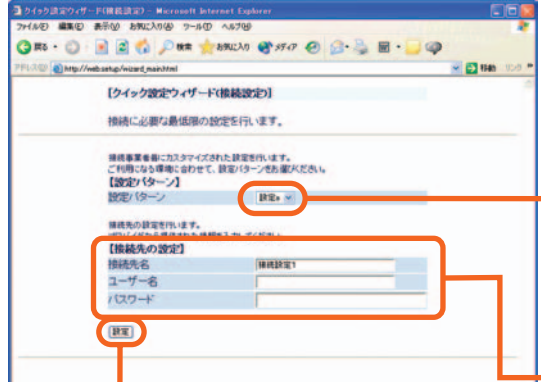 クイック設定ウィザード(接続設定) - Microsoft Internet Explorer
ファイル(F) 編集(E) 表示(V) お気に入り(A) ツール(T) ヘルプ(H)
戻る 検索 お気に入り メディア
アドレス(D) http://web.setup/wizard_main.html 移動 リンク
【クイック設定ウィザード(接続設定)】
接続に必要な最低限の設定を行います。
接続事業者毎にカスタマイズされた設定を行います。
ご利用になる環境に合わせて、設定パターンをお選びください。
【設定パターン】
設定パターン 設定a
接続先の設定を行います。
【接続先の設定】
接続先名 接続設定1
ユーザー名
パスワード
設定